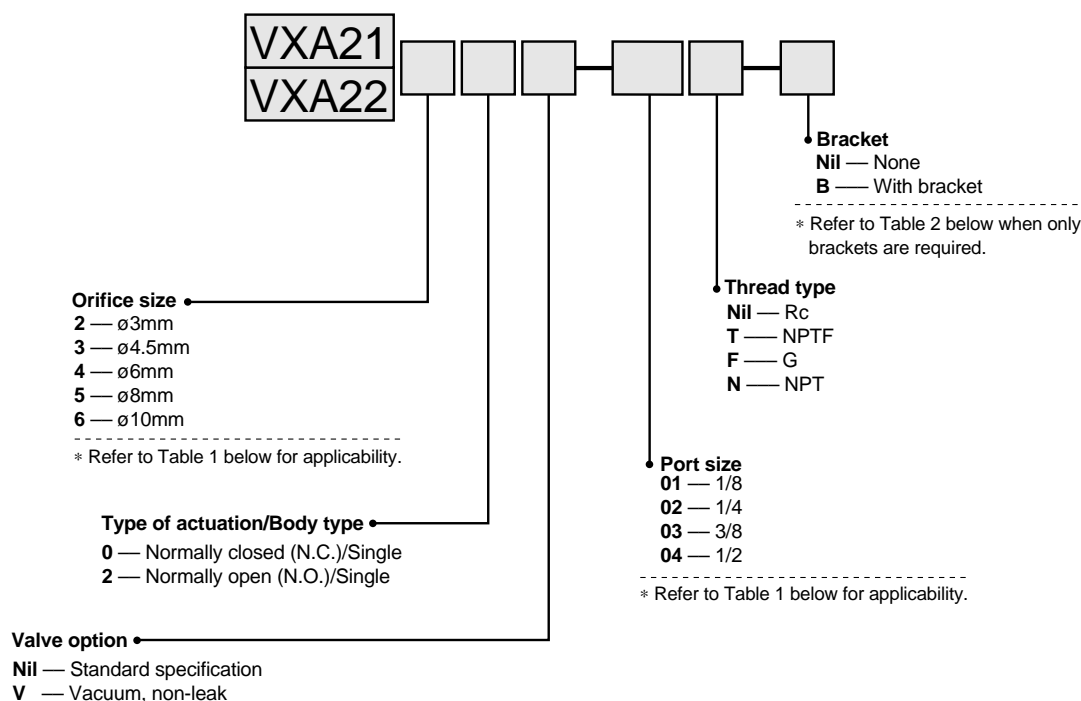 VXA21
VXA22
Bracket
Nil — None
B — With bracket
* Refer to Table 2 below when only
brackets are required.
Thread type
Nil — Rc
T — NPTF
F — G
N — NPT
Orifice size
2 — ø3mm
3 — ø4.5mm
4 — ø6mm
5 — ø8mm
6 — ø10mm
* Refer to Table 1 below for applicability.
Port size
01 — 1/8
02 — 1/4
03 — 3/8
04 — 1/2
* Refer to Table 1 below for applicability.
Type of actuation/Body type
0 — Normally closed (N.C.)/Single
2 — Normally open (N.O.)/Single
Valve option
Nil — Standard specification
V — Vacuum, non-leak